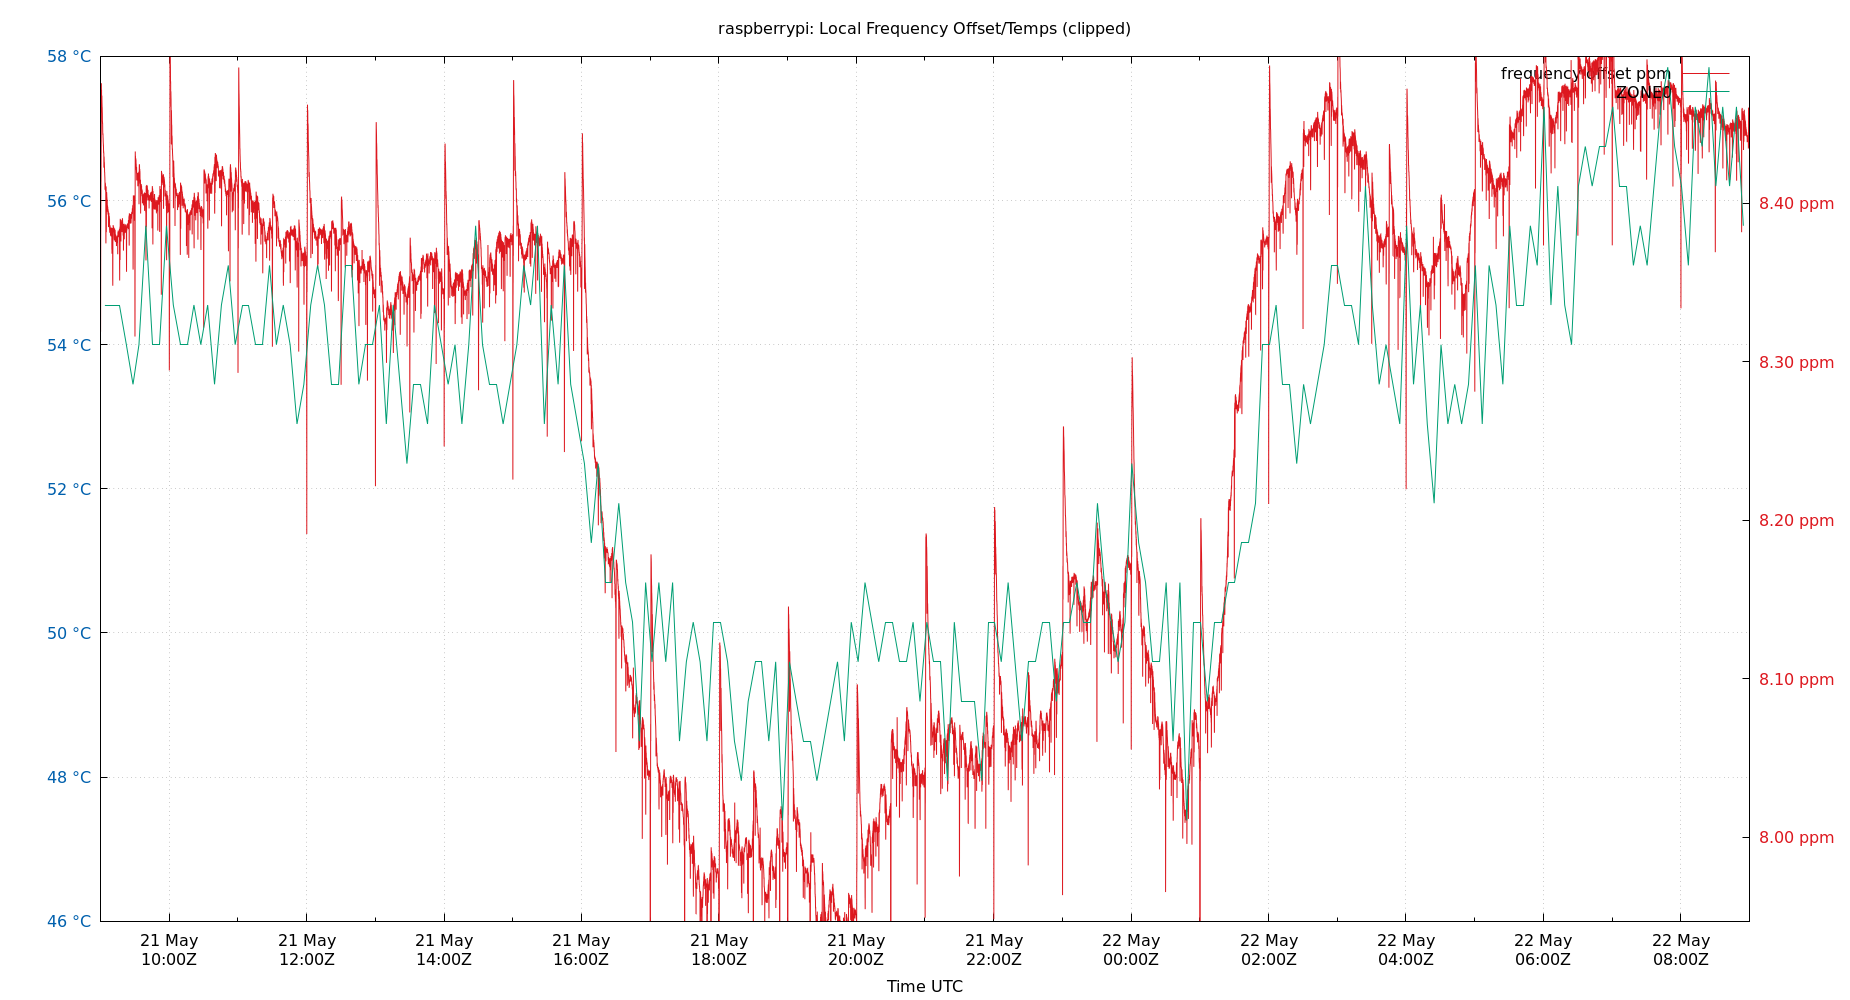 raspberrypi: Local Frequency Offset/Temps (clipped)
58 °C
56 °C
54 °C
52 °C
50 °C
48 °C
46 °C
frequency offset ppm
ZONE0
8.40 ppm
8.30 ppm
8.20 ppm
8.10 ppm
8.00 ppm
21 May
10:00Z
21 May
12:00Z
21 May
14:00Z
21 May
16:00Z
21 May
18:00Z
21 May
20:00Z
21 May
22:00Z
22 May
00:00Z
22 May
02:00Z
22 May
04:00Z
22 May
06:00Z
22 May
08:00Z
Time UTC